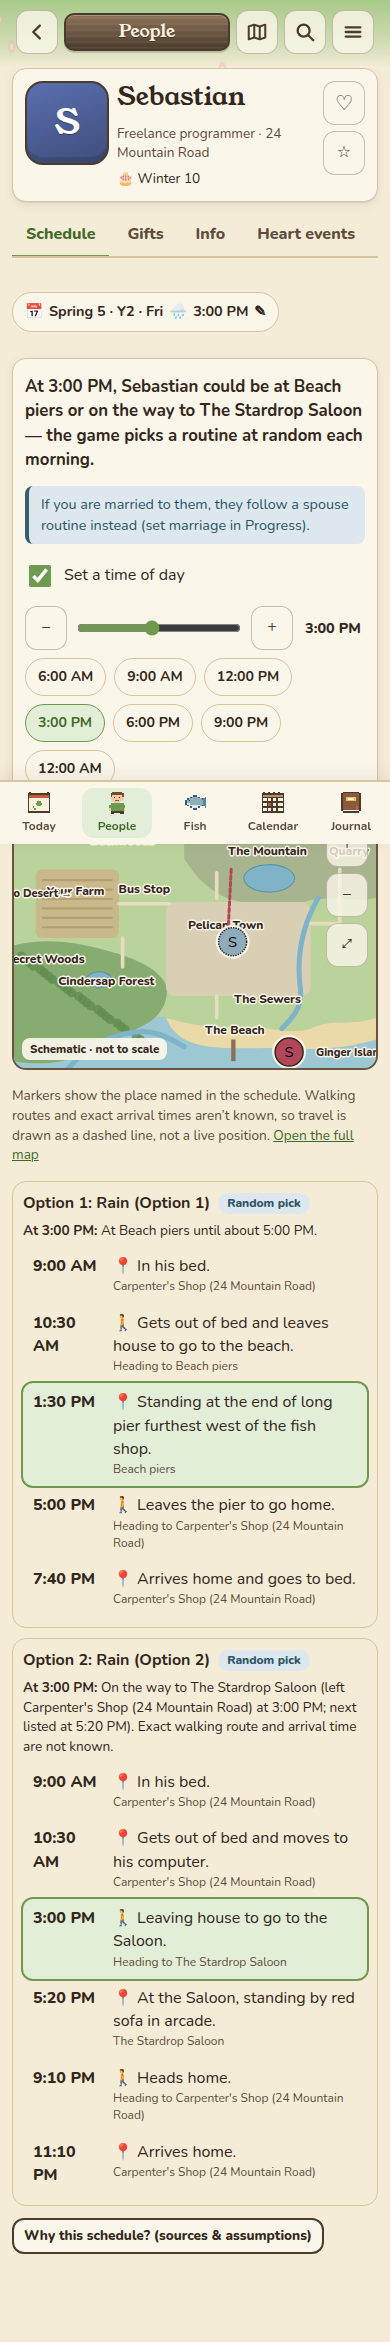 People
S
Sebastian
Freelance programmer · 24
Mountain Road
🎂 Winter 10
♡
☆
Schedule Gifts Info Heart events
📅 Spring 5 · Y2 · Fri 🌧️ 3:00 PM ✎
At 3:00 PM, Sebastian could be at Beach
piers or on the way to The Stardrop Saloon
— the game picks a routine at random each
morning.
If you are married to them, they follow a spouse
routine instead (set marriage in Progress).
Set a time of day
− + 3:00 PM
6:00 AM 9:00 AM 12:00 PM
3:00 PM 6:00 PM 9:00 PM
12:00 AM
Today People Fish Calendar Journal
The Mountain Quarry
−
o Desert Your Farm Bus Stop
Pelican Town
S
⤢
ecret Woods
Cindersap Forest
The Sewers
The Beach
Schematic · not to scale
S
Ginger Islan
Markers show the place named in the schedule. Walking
routes and exact arrival times aren't known, so travel is
drawn as a dashed line, not a live position. Open the full
map
Option 1: Rain (Option 1) Random pick
At 3:00 PM: At Beach piers until about 5:00 PM.
9:00 AM 📍 In his bed.
Carpenter's Shop (24 Mountain Road)
10:30 AM 🚶 Gets out of bed and leaves
house to go to the beach.
Heading to Beach piers
1:30 PM 📍 Standing at the end of long
pier furthest west of the fish
shop.
Beach piers
5:00 PM 🚶 Leaves the pier to go home.
Heading to Carpenter's Shop (24 Mountain
Road)
7:40 PM 📍 Arrives home and goes to bed.
Carpenter's Shop (24 Mountain Road)
Option 2: Rain (Option 2) Random pick
At 3:00 PM: On the way to The Stardrop Saloon (left
Carpenter's Shop (24 Mountain Road) at 3:00 PM; next
listed at 5:20 PM). Exact walking route and arrival time
are not known.
9:00 AM 📍 In his bed.
Carpenter's Shop (24 Mountain Road)
10:30 AM 📍 Gets out of bed and moves to
his computer.
Carpenter's Shop (24 Mountain Road)
3:00 PM 🚶 Leaving house to go to the
Saloon.
Heading to The Stardrop Saloon
5:20 PM 📍 At the Saloon, standing by red
sofa in arcade.
The Stardrop Saloon
9:10 PM 🚶 Heads home.
Heading to Carpenter's Shop (24 Mountain
Road)
11:10 PM 📍 Arrives home.
Carpenter's Shop (24 Mountain Road)
Why this schedule? (sources & assumptions)